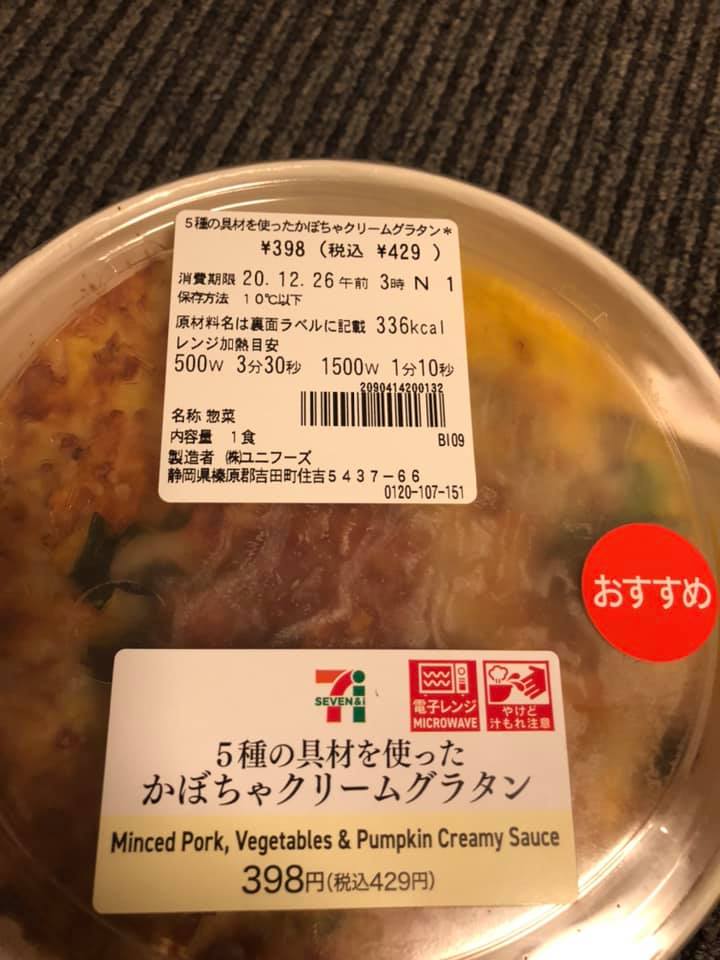 5種の具材を使ったかぼちゃクリームグラタン*
¥398 (税込 ¥429 )
消費期限 20.12.26 午前 3時 N 1
保存方法 10℃以下
原材料名は裏面ラベルに記載 336kcal
レンジ加熱目安
500W 3分30秒 1500W 1分10秒
2090414200132
名称 惣菜
内容量 1食 BI09
製造者 ㈱ユニフーズ
静岡県榛原郡吉田町住吉5437-66
0120-107-151
おすすめ
7i
SEVEN&i
電子レンジ
MICROWAVE
やけど
汁もれ注意
5種の具材を使った
かぼちゃクリームグラタン
Minced Pork, Vegetables & Pumpkin Creamy Sauce
398円(税込429円)